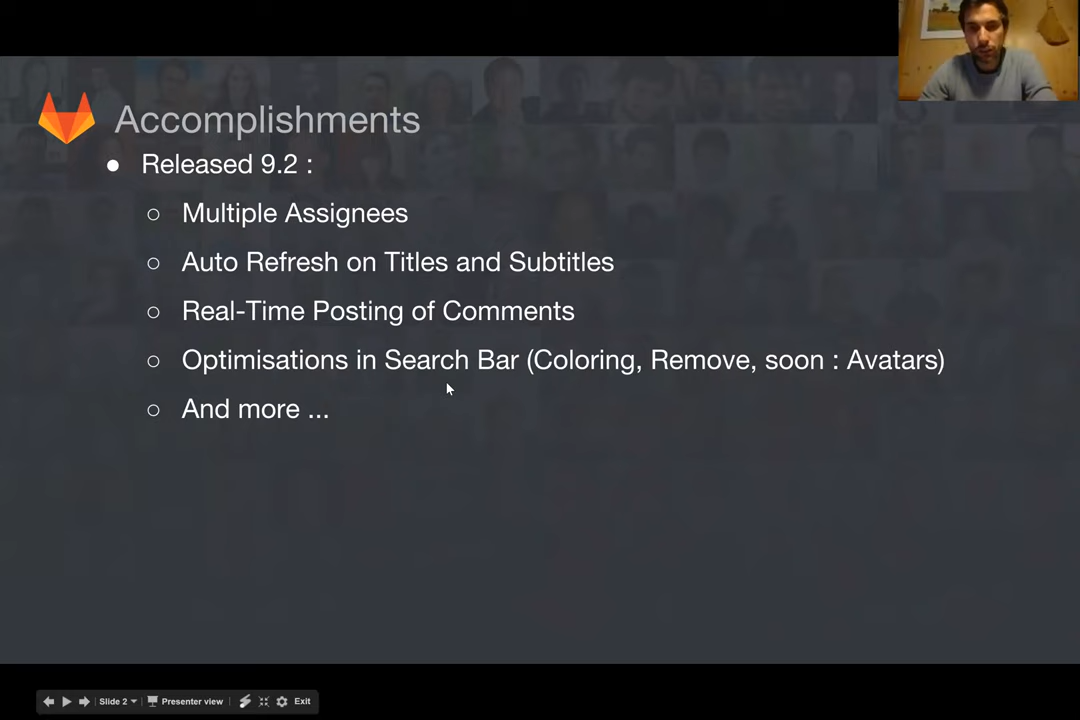 Accomplishments
● Released 9.2 :
○ Multiple Assignees
○ Auto Refresh on Titles and Subtitles
○ Real-Time Posting of Comments
○ Optimisations in Search Bar (Coloring, Remove, soon : Avatars)
○ And more ...
Slide 2 Presenter view Exit